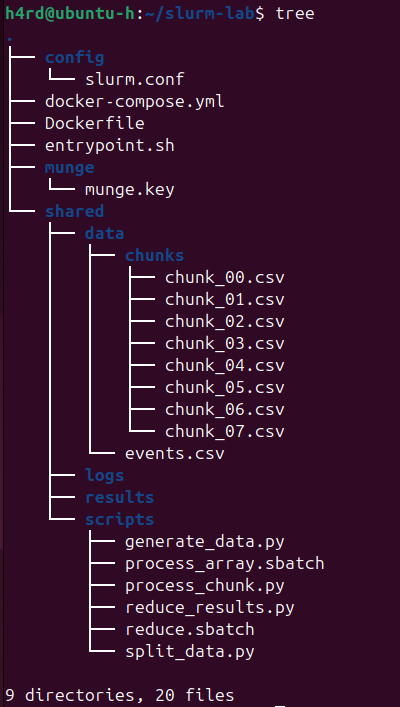 h4rd@ubuntu-h:~/slurm-lab$ tree
.
├── config
│   └── slurm.conf
├── docker-compose.yml
├── Dockerfile
├── entrypoint.sh
├── munge
│   └── munge.key
└── shared
    ├── data
    │   ├── chunks
    │   │   ├── chunk_00.csv
    │   │   ├── chunk_01.csv
    │   │   ├── chunk_02.csv
    │   │   ├── chunk_03.csv
    │   │   ├── chunk_04.csv
    │   │   ├── chunk_05.csv
    │   │   ├── chunk_06.csv
    │   │   └── chunk_07.csv
    │   └── events.csv
    ├── logs
    ├── results
    └── scripts
        ├── generate_data.py
        ├── process_array.sbatch
        ├── process_chunk.py
        ├── reduce_results.py
        ├── reduce.sbatch
        └── split_data.py
9 directories, 20 files